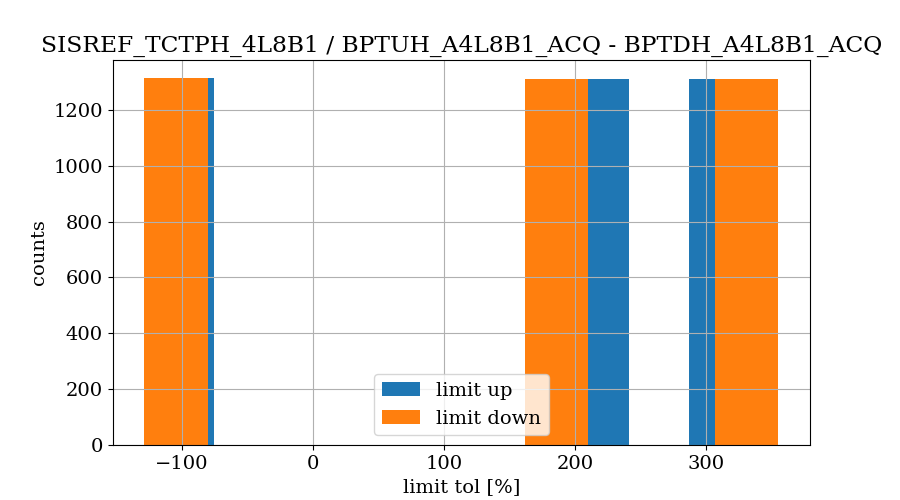 SISREF_TCTPH_4L8B1 / BPTUH_A4L8B1_ACQ - BPTDH_A4L8B1_ACQ
1200
1000
800
600
400
200
0
counts
limit up
limit down
−100 0 100 200 300
limit tol [%]